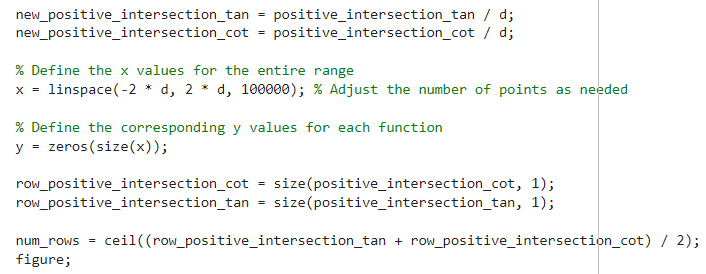 new_positive_intersection_tan = positive_intersection_tan / d;
new_positive_intersection_cot = positive_intersection_cot / d;
% Define the x values for the entire range
x = linspace(-2 * d, 2 * d, 100000); % Adjust the number of points as needed
% Define the corresponding y values for each function
y = zeros(size(x));
row_positive_intersection_cot = size(positive_intersection_cot, 1);
row_positive_intersection_tan = size(positive_intersection_tan, 1);
num_rows = ceil((row_positive_intersection_tan + row_positive_intersection_cot) / 2);
figure;